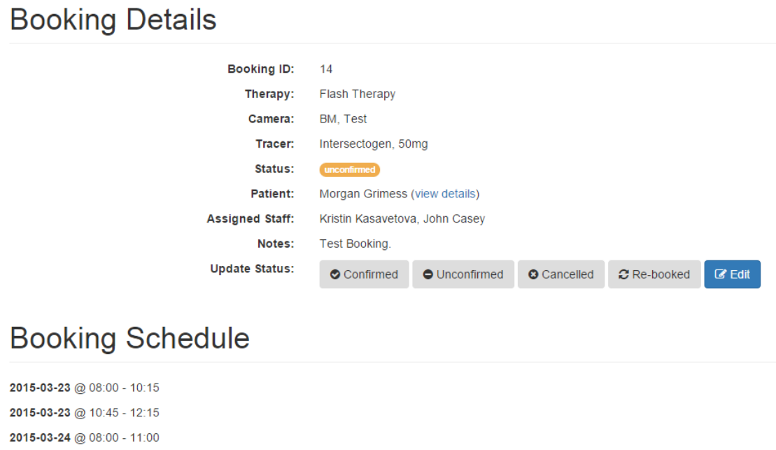 Booking Details
Booking ID: 14
Therapy: Flash Therapy
Camera: BM, Test
Tracer: Intersectogen, 50mg
Status: unconfirmed
Patient: Morgan Grimess (view details)
Assigned Staff: Kristin Kasavetova, John Casey
Notes: Test Booking.
Update Status: Confirmed Unconfirmed Cancelled Re-booked Edit
Booking Schedule
2015-03-23 @ 08:00 - 10:15
2015-03-23 @ 10:45 - 12:15
2015-03-24 @ 08:00 - 11:00